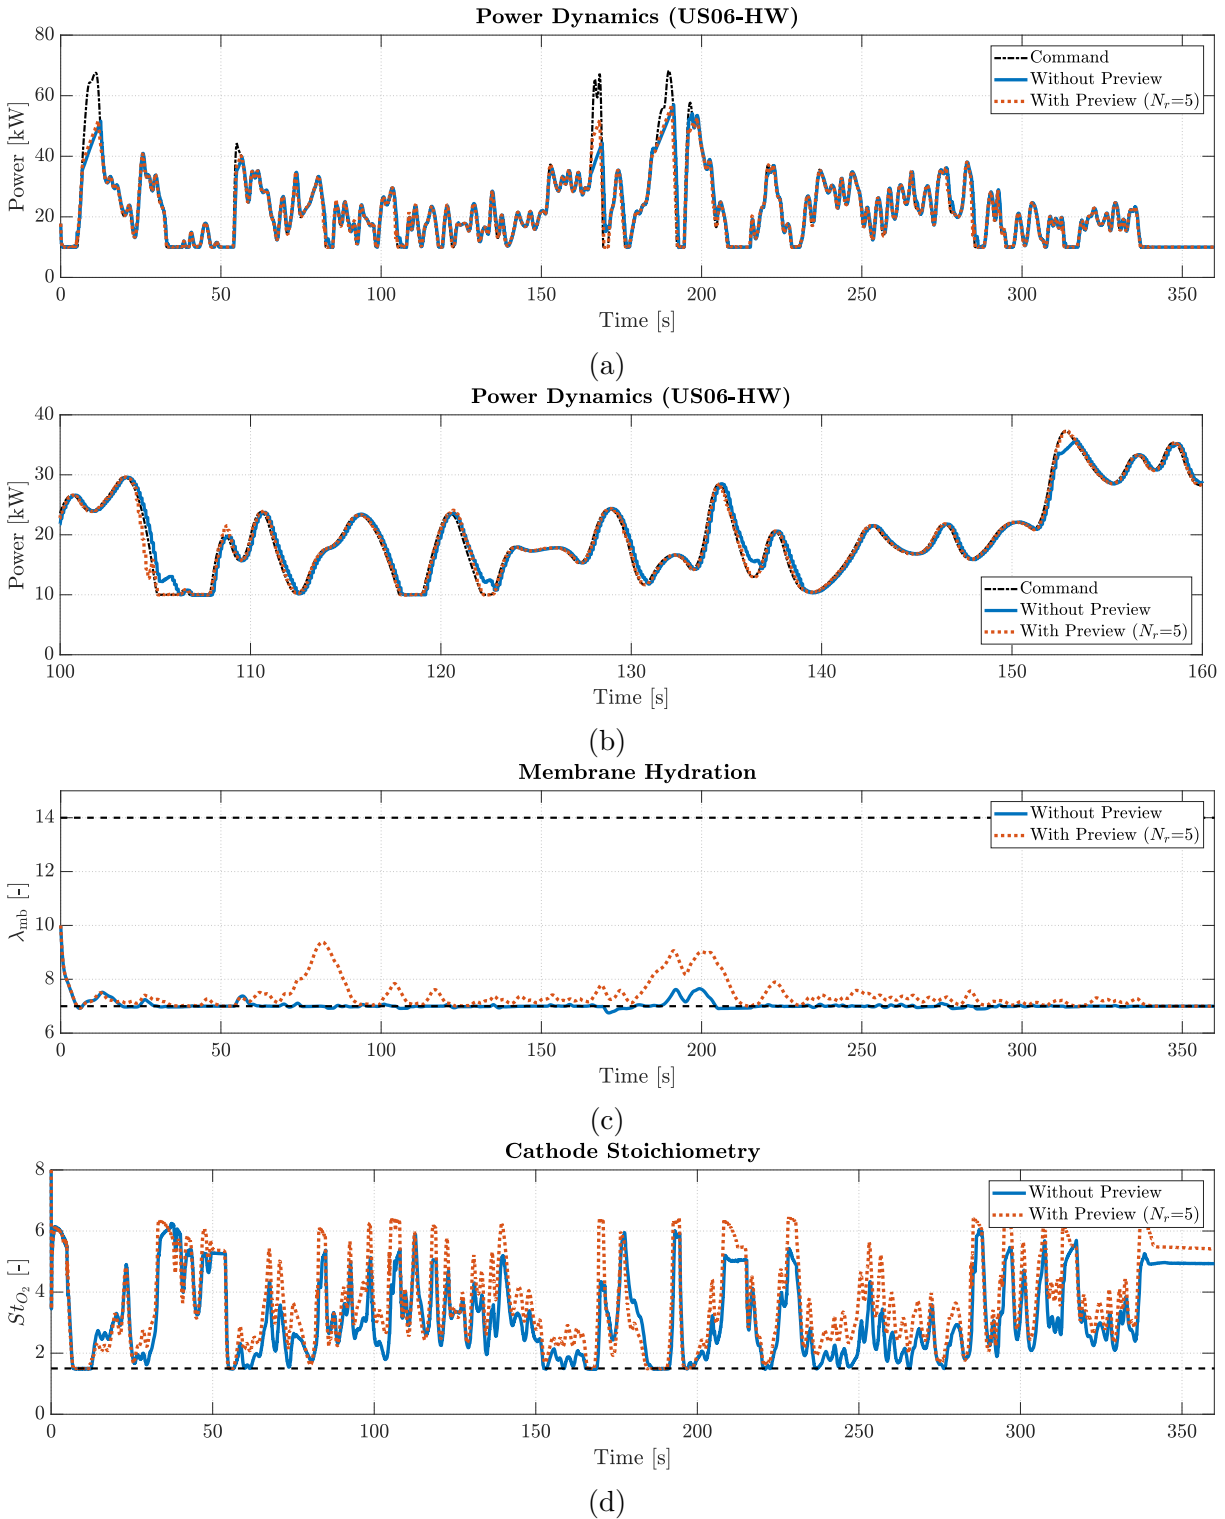 Power Dynamics (US06-HW)
80
60
40
20
0
Power [kW]
Command
Without Preview
With Preview (N_r=5)
0 50 100 150 200 250 300 350
Time [s]
(a)
Power Dynamics (US06-HW)
40
30
20
10
0
Power [kW]
Command
Without Preview
With Preview (N_r=5)
100 110 120 130 140 150 160
Time [s]
(b)
Membrane Hydration
14
12
10
8
6
λ_mb [-]
Without Preview
With Preview (N_r=5)
0 50 100 150 200 250 300 350
Time [s]
(c)
Cathode Stoichiometry
8
6
4
2
0
St_O₂ [-]
Without Preview
With Preview (N_r=5)
0 50 100 150 200 250 300 350
Time [s]
(d)